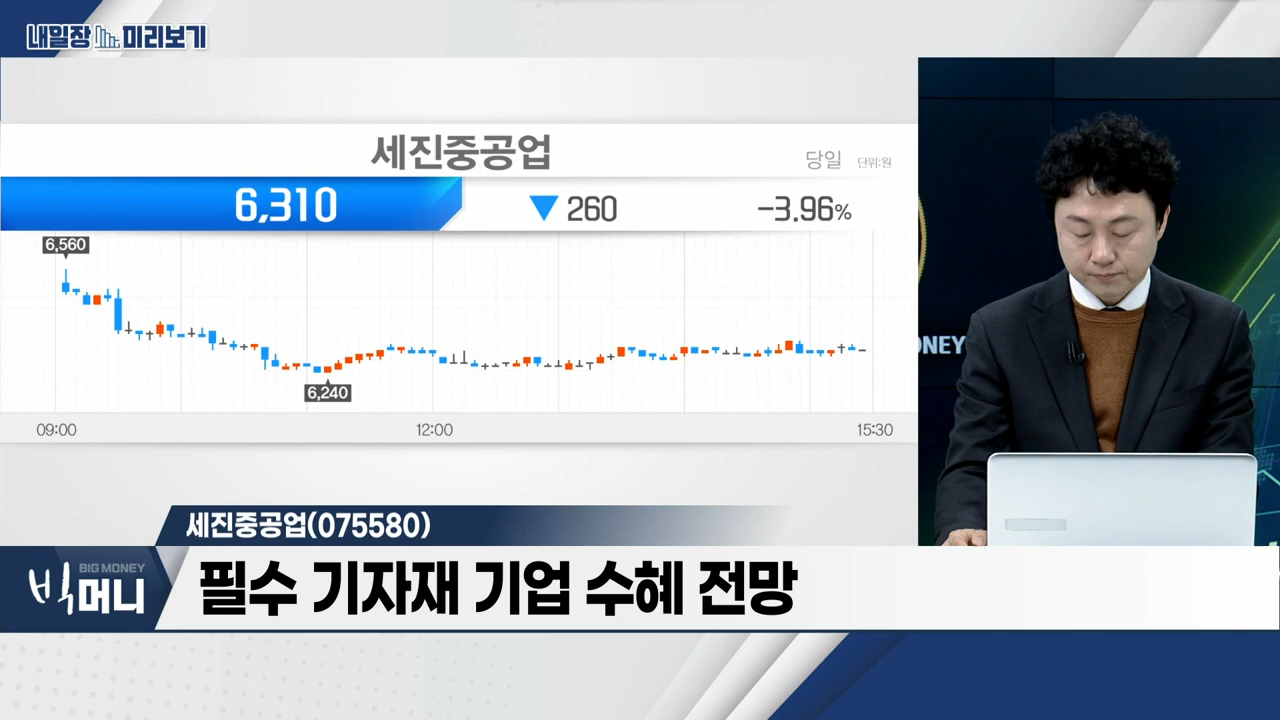 내일장 미리보기
세진중공업
당일 단위:원
6,310 ▼ 260 -3.96%
6,560
6,240
09:00 12:00 15:30
ONEY
세진중공업(075580)
BIG MONEY
빅머니
필수 기자재 기업 수혜 전망